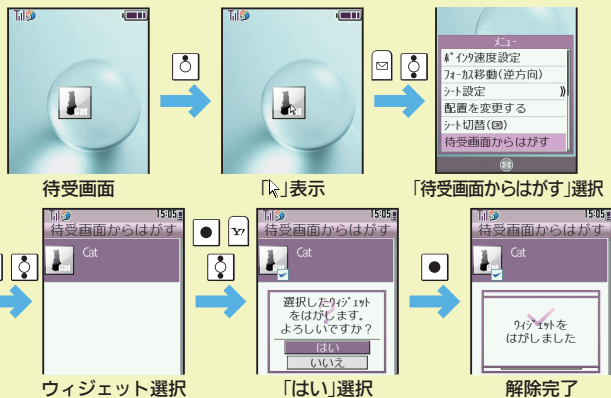 Cat
待受画面
Cat
「」表示
メニュー
ﾎﾟｲﾝﾀ速度設定
ﾌｫｰｶｽ移動(逆方向)
ｼｰﾄ設定
配置を変更する
ｼｰﾄ切替(✉)
待受画面からはがす
「待受画面からはがす」選択
15:05
待受画面からはがす
Cat
Cat
ウィジェット選択
Y!
15:05
待受画面からはがす
Cat
Cat
選択したｳｨｼﾞｪｯﾄ
をはがします。
よろしいですか？
はい
いいえ
「はい」選択
15:05
待受画面からはがす
Cat
Cat
ｳｨｼﾞｪｯﾄを
はがしました
解除完了